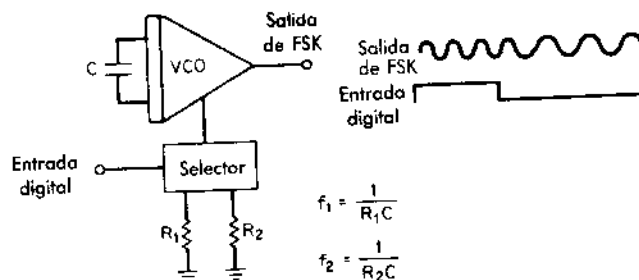 Salida
de FSK
C
VCO
Salida
de FSK
Entrada
digital
Entrada
digital
Selector
R₁
R₂
f₁ = 1/R₁C
f₂ = 1/R₂C